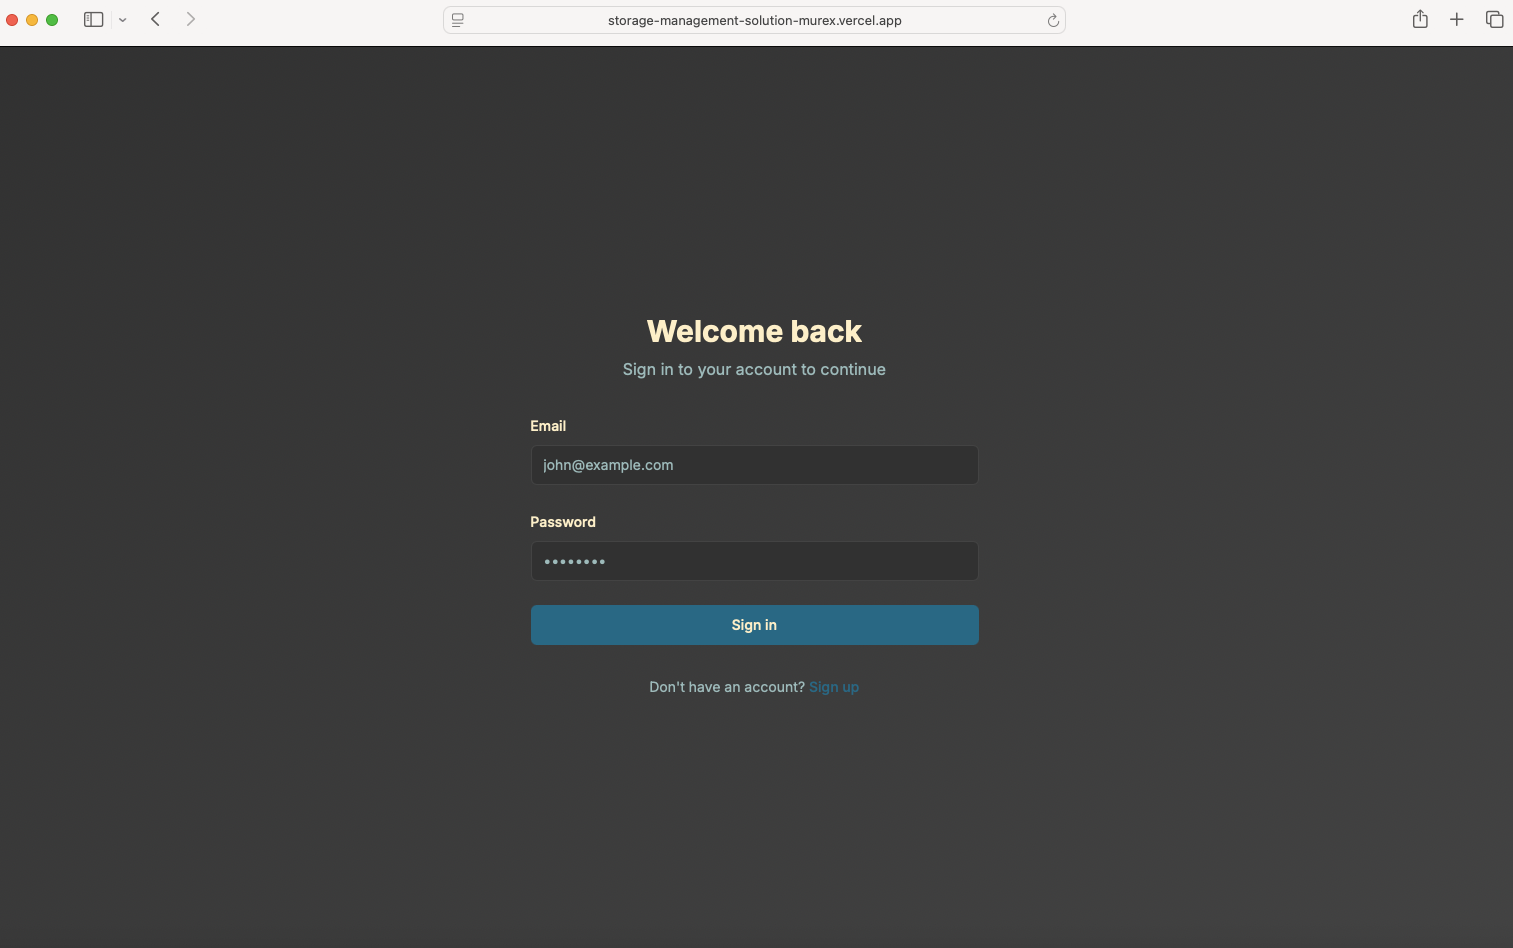 storage-management-solution-murex.vercel.app
Welcome back
Sign in to your account to continue
Email
john@example.com
Password
••••••••
Sign in
Don't have an account? Sign up